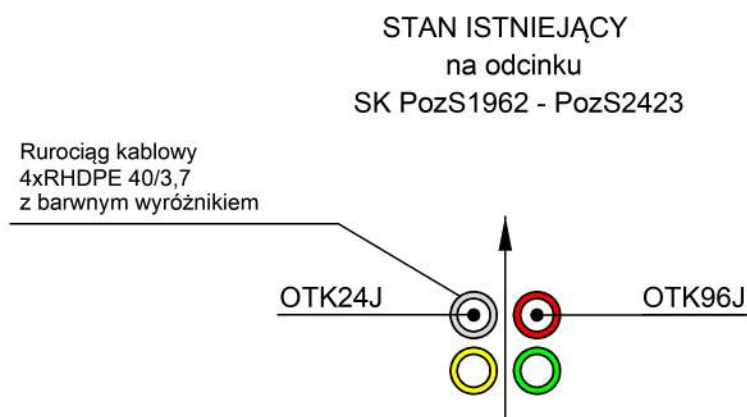 STAN ISTNIEJĄCY
na odcinku
SK PozS1962 - PozS2423
Rurociąg kablowy
4xRHDPE 40/3,7
z barwnym wyróżnikiem
OTK24J
OTK96J